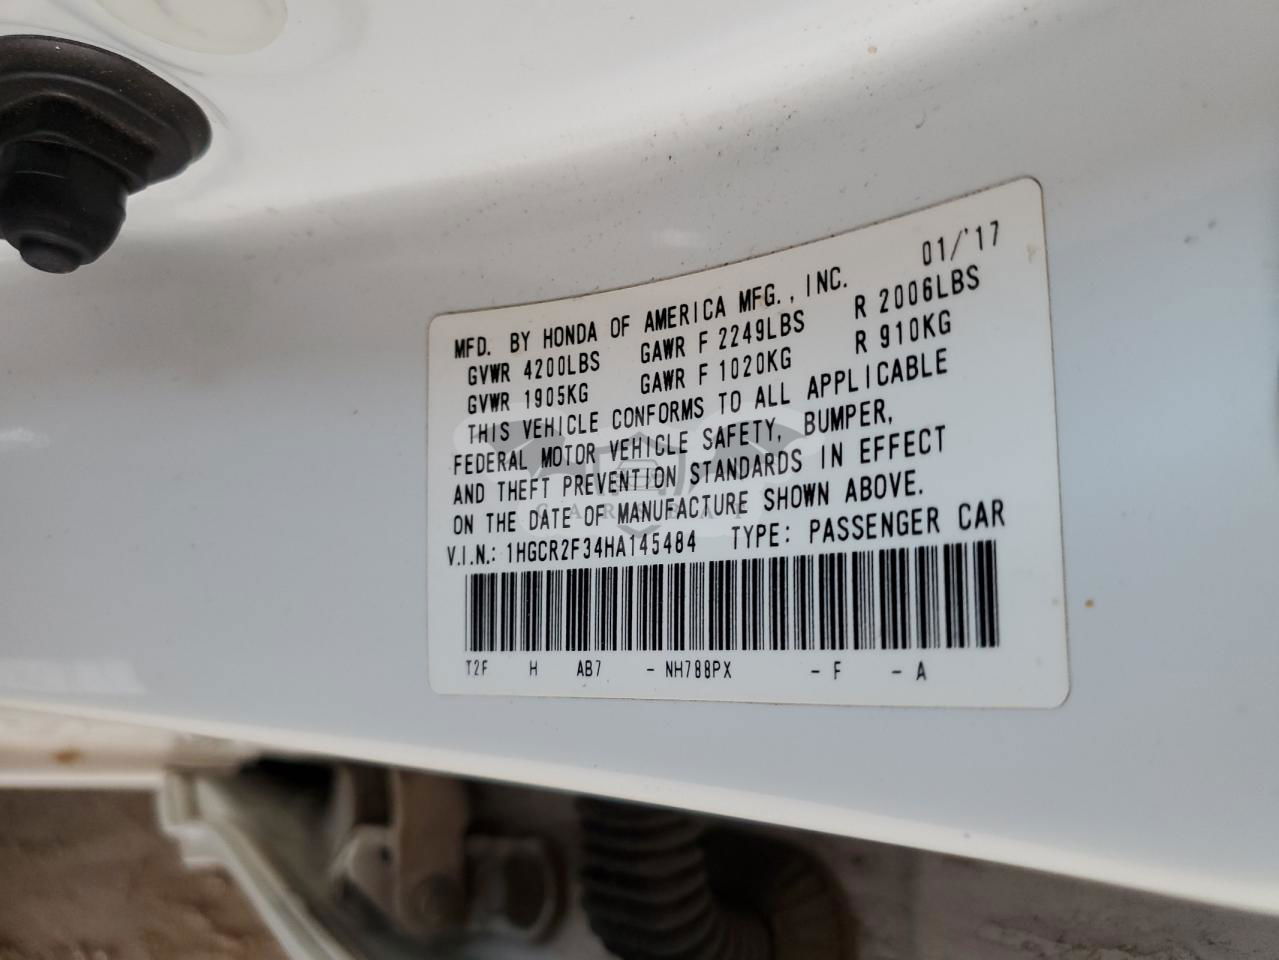 MFD. BY HONDA OF AMERICA MFG., INC. 01/'17
GVWR 4200LBS GAWR F 2249LBS R 2006LBS
GVWR 1905KG GAWR F 1020KG R 910KG
THIS VEHICLE CONFORMS TO ALL APPLICABLE
FEDERAL MOTOR VEHICLE SAFETY, BUMPER,
AND THEFT PREVENTION STANDARDS IN EFFECT
ON THE DATE OF MANUFACTURE SHOWN ABOVE.
V.I.N.: 1HGCR2F34HA145484 TYPE: PASSENGER CAR
T2F H AB7 - NH788PX - F - A